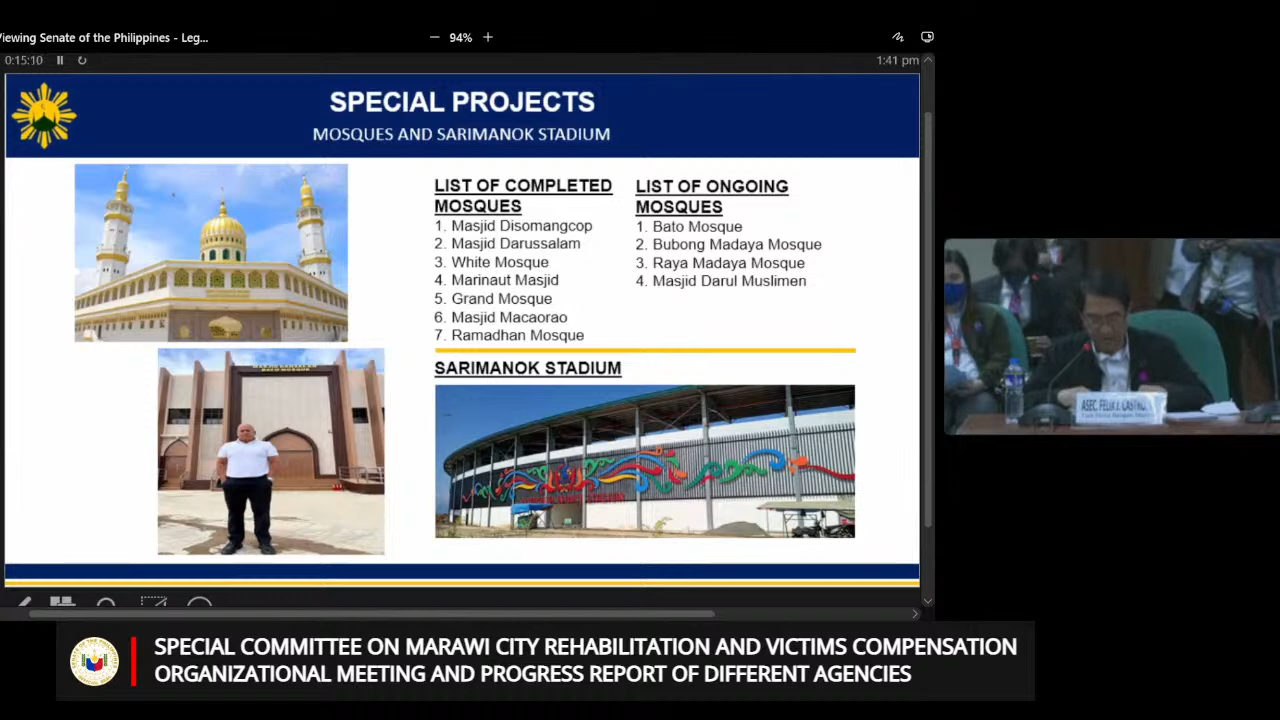 Viewing Senate of the Philippines - Leg...
94%
0:15:10
1:41 pm
SPECIAL PROJECTS
MOSQUES AND SARIMANOK STADIUM
LIST OF COMPLETED
MOSQUES
1. Masjid Disomangcop
2. Masjid Darussalam
3. White Mosque
4. Marinaut Masjid
5. Grand Mosque
6. Masjid Macaorao
7. Ramadhan Mosque
LIST OF ONGOING
MOSQUES
1. Bato Mosque
2. Bubong Madaya Mosque
3. Raya Madaya Mosque
4. Masjid Darul Muslimen
SARIMANOK STADIUM
BATO MOSQUE
ASEC. FELIX
SPECIAL COMMITTEE ON MARAWI CITY REHABILITATION AND VICTIMS COMPENSATION
ORGANIZATIONAL MEETING AND PROGRESS REPORT OF DIFFERENT AGENCIES